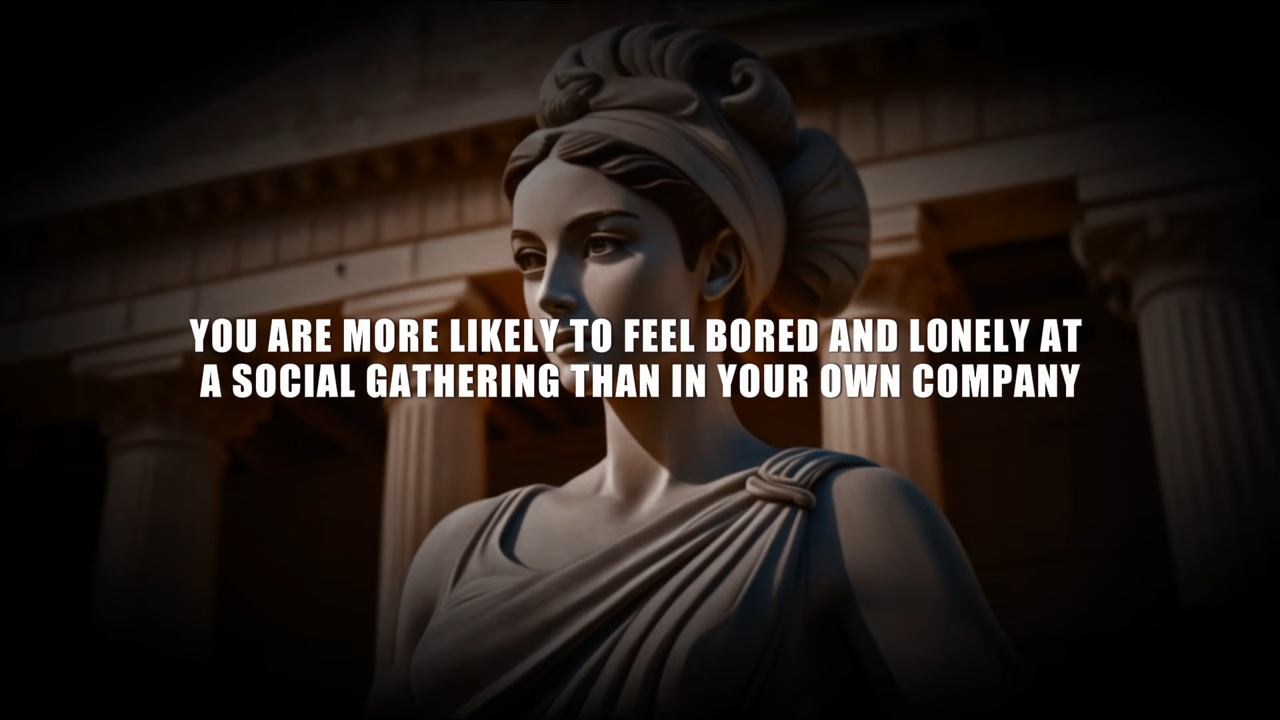 YOU ARE MORE LIKELY TO FEEL BORED AND LONELY AT
A SOCIAL GATHERING THAN IN YOUR OWN COMPANY